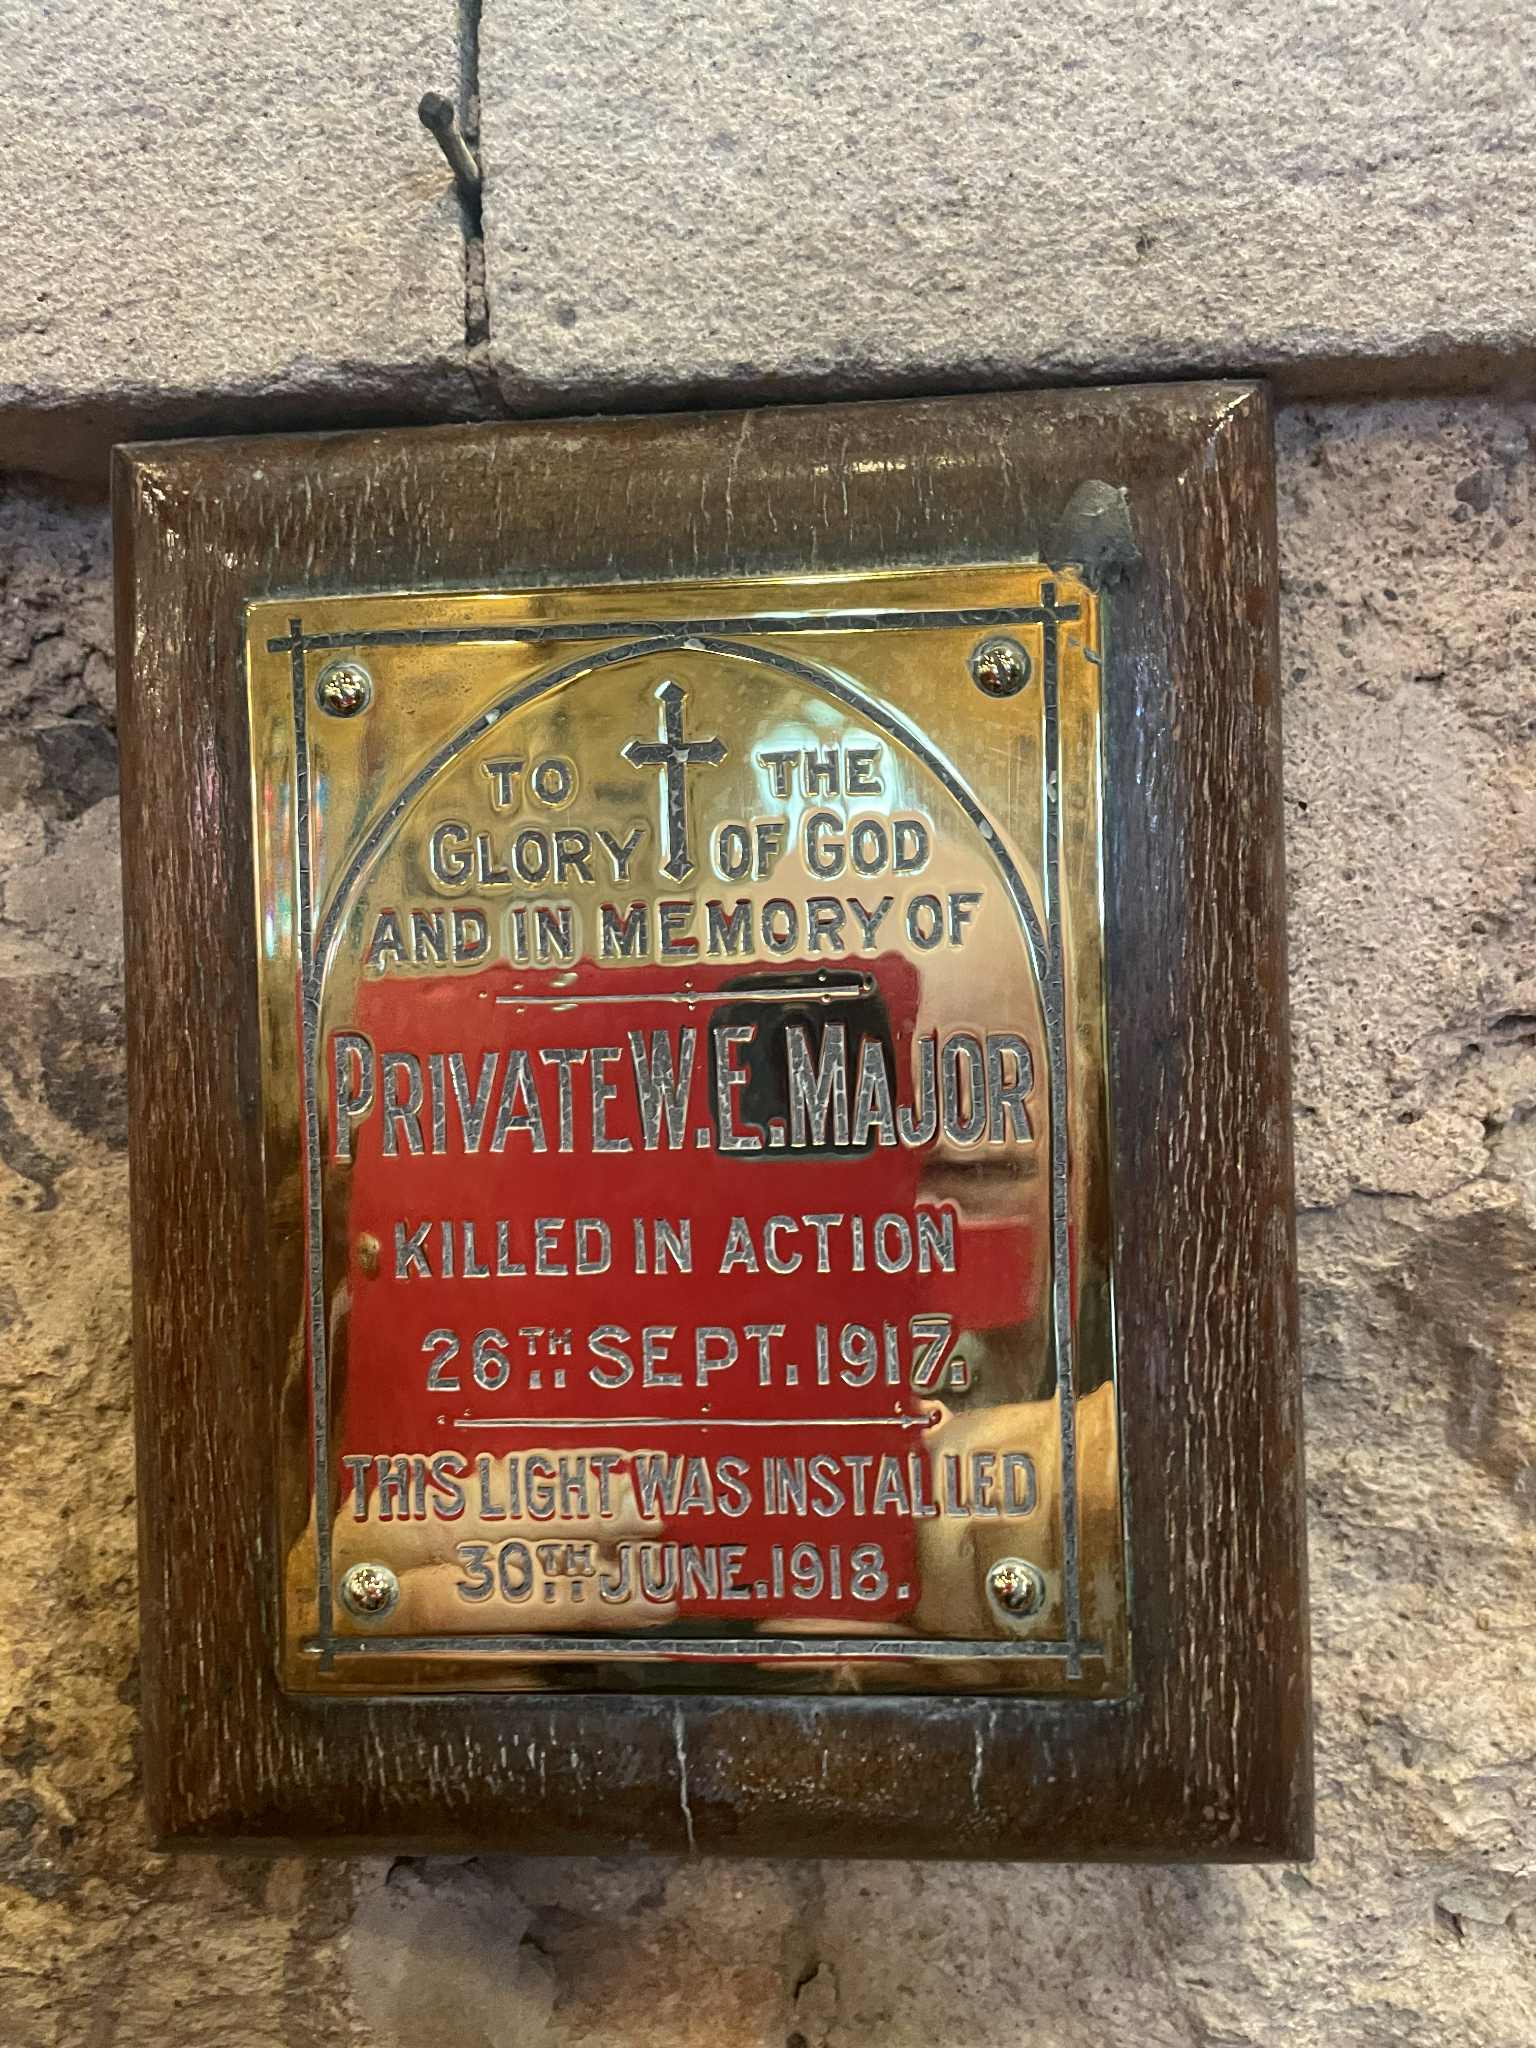 TO THE
GLORY OF GOD
AND IN MEMORY OF
PRIVATE W.E. MAJOR
KILLED IN ACTION
26TH SEPT. 1917.
THIS LIGHT WAS INSTALLED
30TH JUNE. 1918.